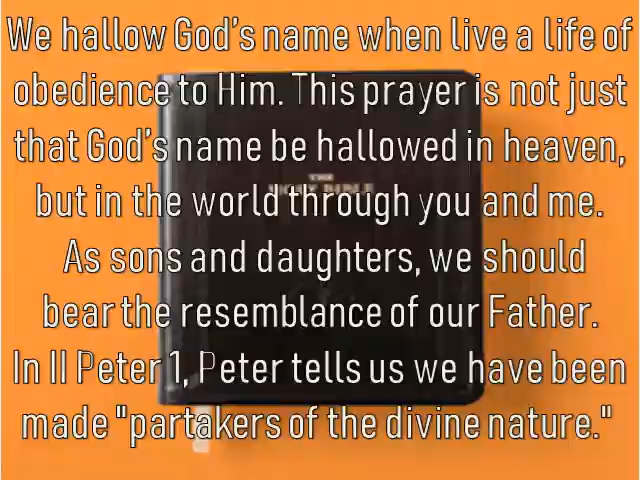 We hallow God's name when live a life of
obedience to Him. This prayer is not just
that God's name be hallowed in heaven,
THE
HOLY BIBLE
but in the world through you and me.
As sons and daughters, we should
bear the resemblance of our Father.
In II Peter 1, Peter tells us we have been
made "partakers of the divine nature."